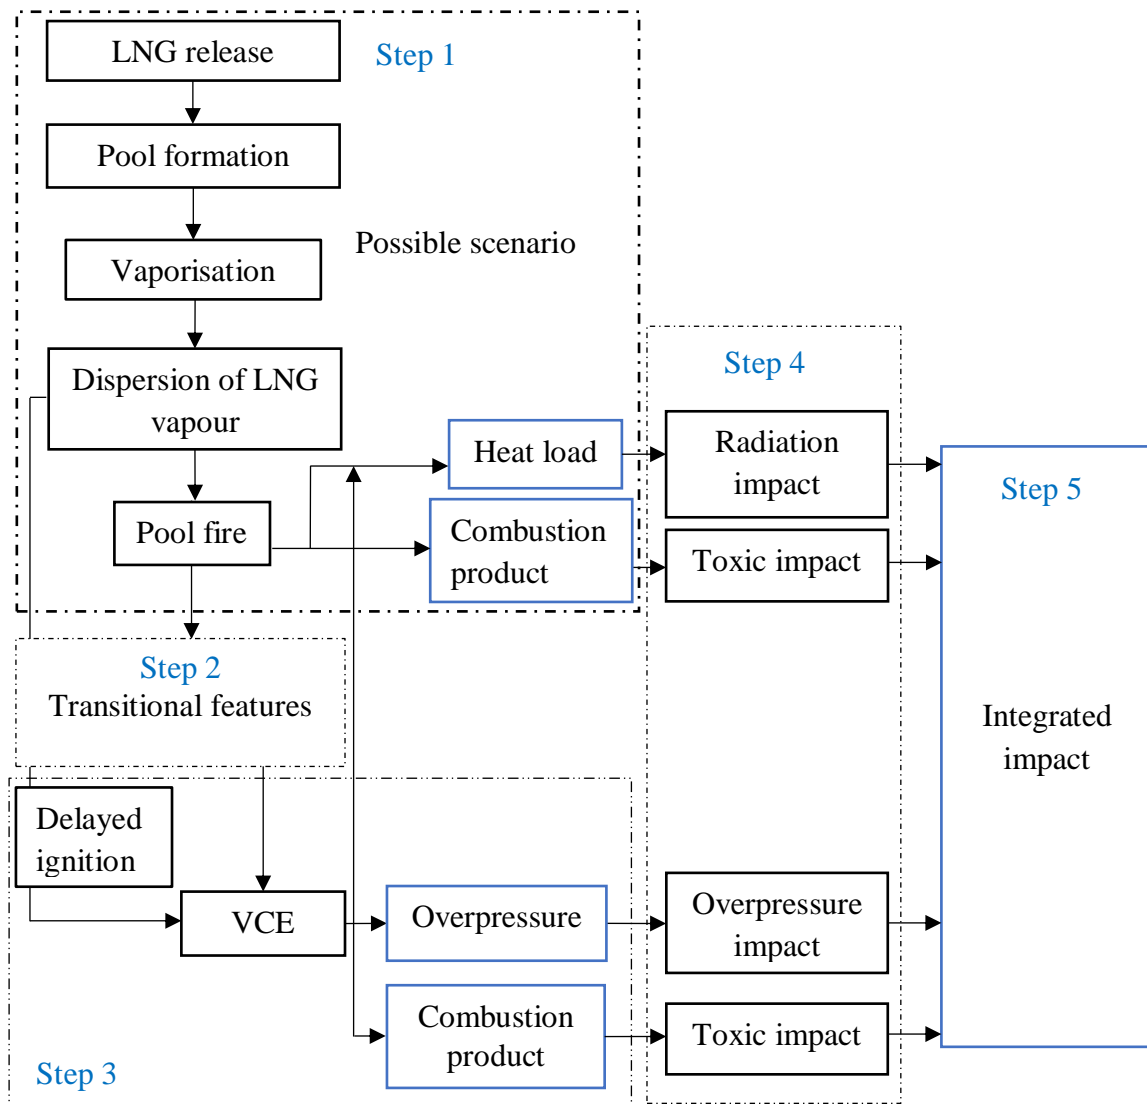 LNG release
Step 1
Pool formation
Possible scenario
Vaporisation
Dispersion of LNG
vapour
Step 4
Heat load
Radiation
impact
Step 5
Pool fire
Combustion
product
Toxic impact
Step 2
Transitional features
Integrated
impact
Delayed
ignition
VCE
Overpressure
Overpressure
impact
Combustion
product
Toxic impact
Step 3